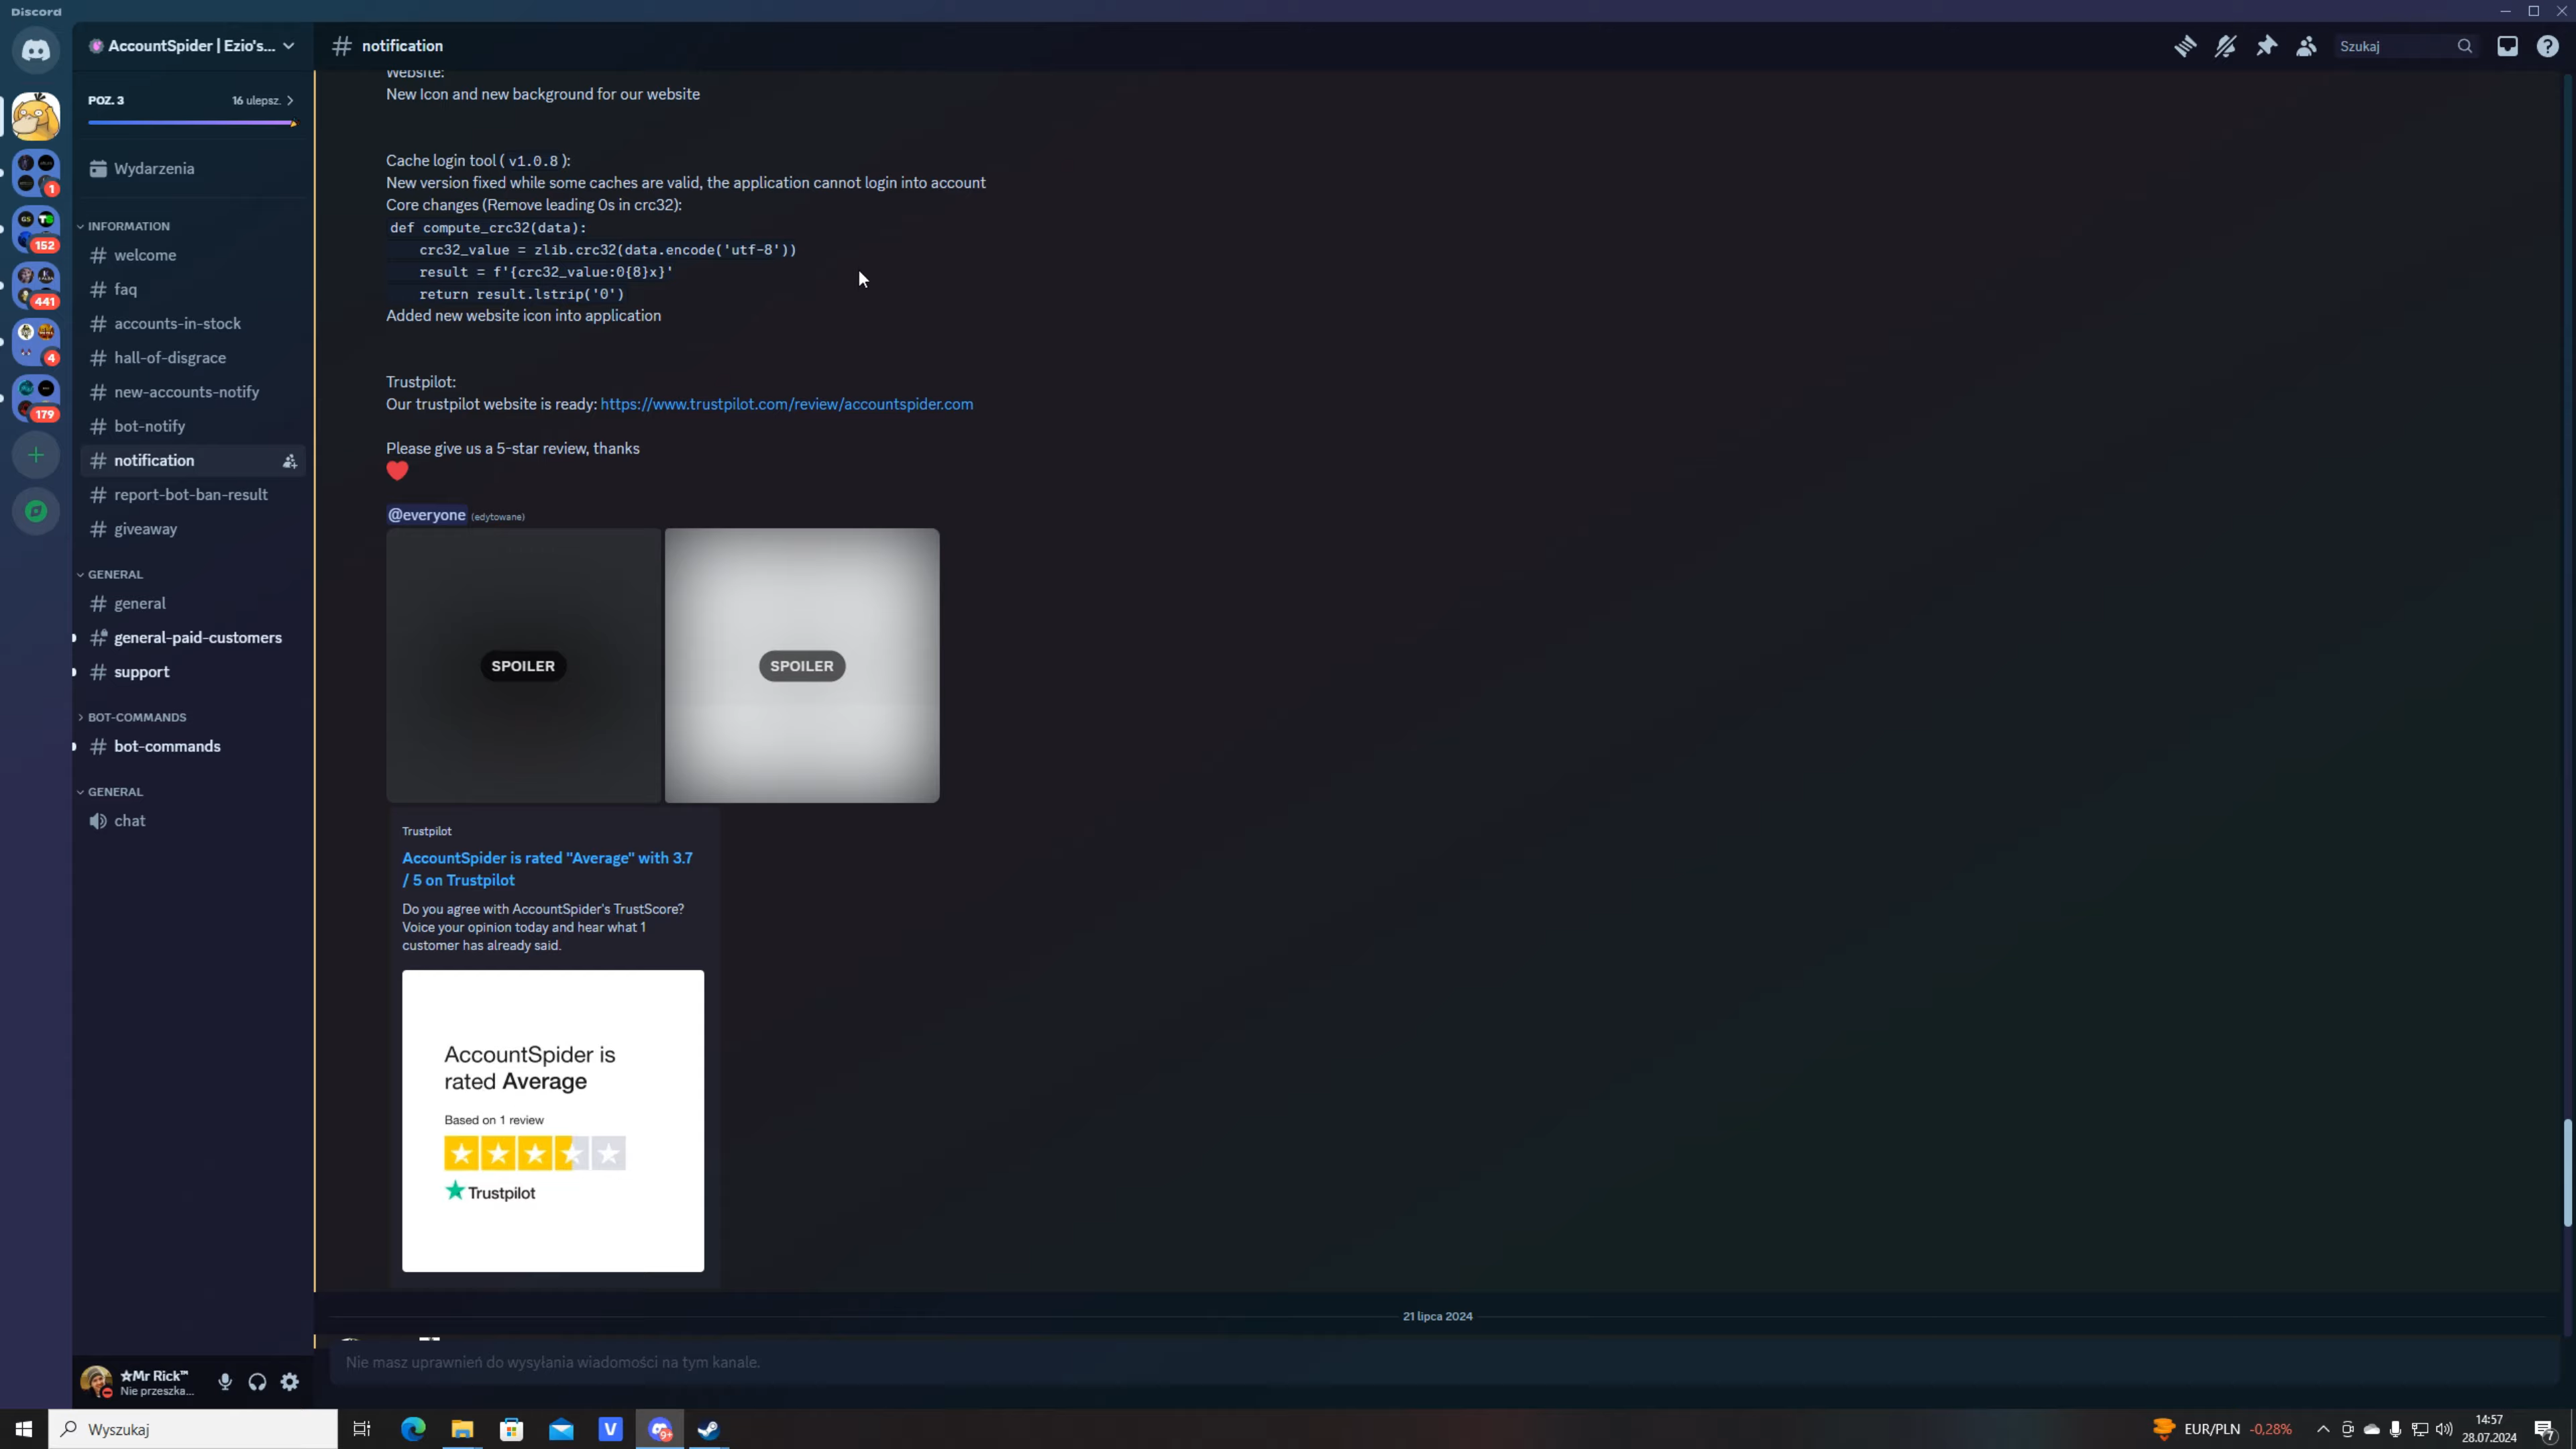 Discord
AccountSpider | Ezio's...
notification
Szukaj
POZ. 3
16 ulepsz.
Wydarzenia
INFORMATION
welcome
faq
accounts-in-stock
hall-of-disgrace
new-accounts-notify
bot-notify
notification
report-bot-ban-result
giveaway
GENERAL
general
general-paid-customers
support
BOT-COMMANDS
bot-commands
GENERAL
chat
1
152
441
4
179
Website:
New Icon and new background for our website
Cache login tool ( v1.0.8 ):
New version fixed while some caches are valid, the application cannot login into account
Core changes (Remove leading 0s in crc32):
def compute_crc32(data):
crc32_value = zlib.crc32(data.encode('utf-8'))
result = f'{crc32_value:0{8}x}'
return result.lstrip('0')
Added new website icon into application
Trustpilot:
Our trustpilot website is ready: https://www.trustpilot.com/review/accountspider.com
Please give us a 5-star review, thanks
@everyone (edytowane)
SPOILER
SPOILER
Trustpilot
AccountSpider is rated "Average" with 3.7
/ 5 on Trustpilot
Do you agree with AccountSpider's TrustScore?
Voice your opinion today and hear what 1
customer has already said.
AccountSpider is
rated Average
Based on 1 review
Trustpilot
21 lipca 2024
Nie masz uprawnień do wysyłania wiadomości na tym kanale.
☆Mr Rick™
Nie przeszka...
Wyszukaj
9+
EUR/PLN -0,28%
14:57
28.07.2024
7